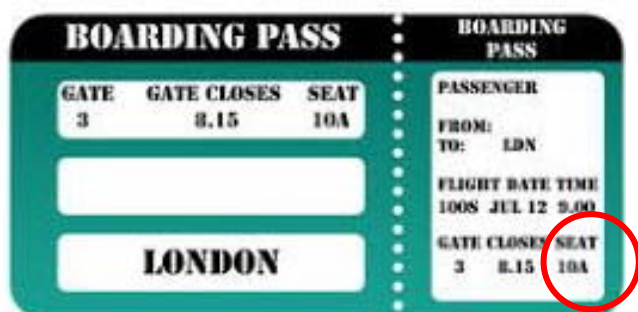 BOARDING PASS
GATE GATE CLOSES SEAT
3 8.15 10A
LONDON
BOARDING
PASS
PASSENGER
FROM:
TO: LDN
FLIGHT DATE TIME
100S JUL 12 9.00
GATE CLOSES SEAT
3 8.15 10A